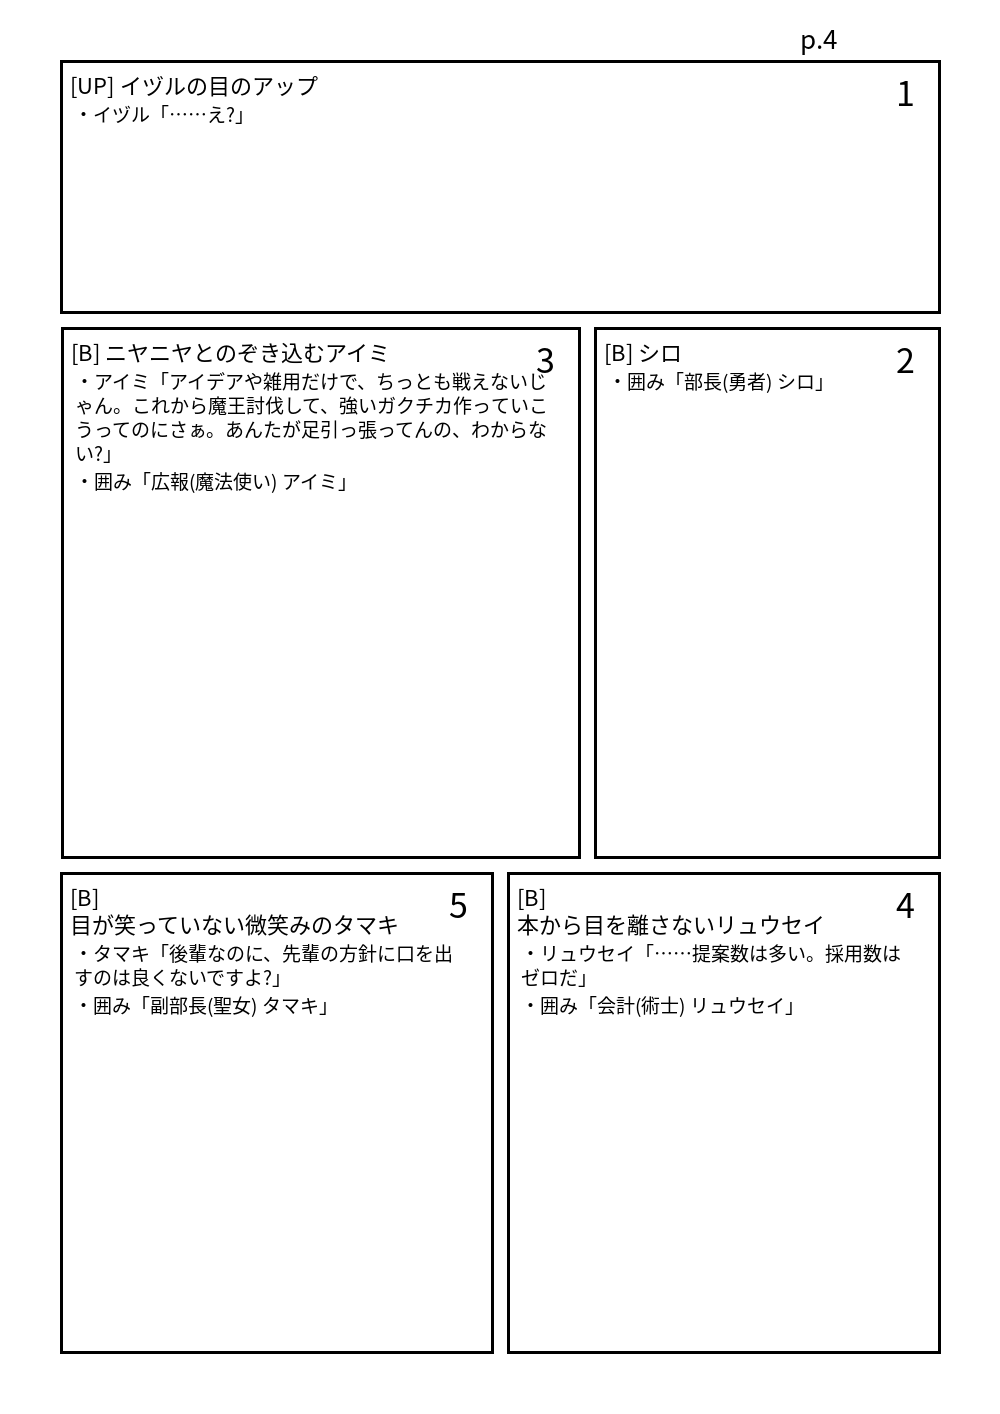 p.4
1
[UP] イヅルの目のアップ
・イヅル「……え?」
2
[B] シロ
・囲み「部長(勇者) シロ」
3
[B] ニヤニヤとのぞき込むアイミ
・アイミ「アイデアや雑用だけで、ちっとも戦えないじ
ゃん。これから魔王討伐して、強いガクチカ作っていこ
うってのにさぁ。あんたが足引っ張ってんの、わからな
い?」
・囲み「広報(魔法使い) アイミ」
4
[B]
本から目を離さないリュウセイ
・リュウセイ「……提案数は多い。採用数は
ゼロだ」
・囲み「会計(術士) リュウセイ」
5
[B]
目が笑っていない微笑みのタマキ
・タマキ「後輩なのに、先輩の方針に口を出
すのは良くないですよ?」
・囲み「副部長(聖女) タマキ」